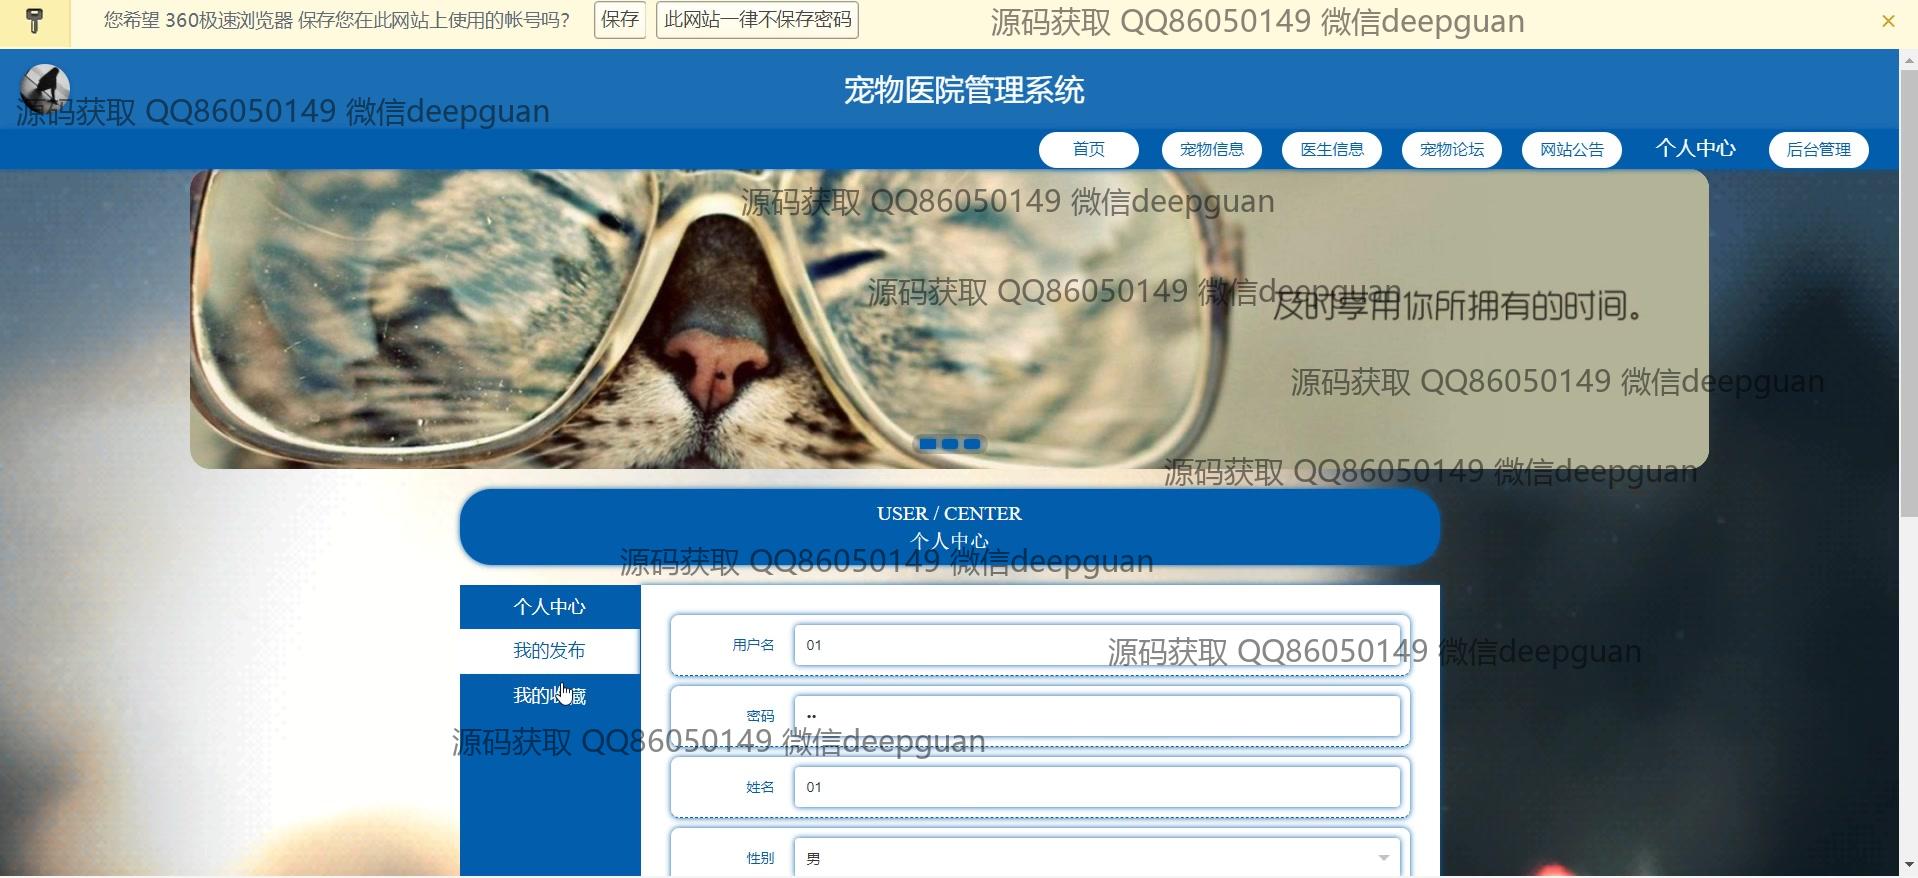 您希望 360极速浏览器 保存您在此网站上使用的帐号吗？ 保存 此网站一律不保存密码 源码获取 QQ86050149 微信deepguan ×
宠物医院管理系统
源码获取 QQ86050149 微信deepguan
首页 宠物信息 医生信息 宠物论坛 网站公告 个人中心 后台管理
源码获取 QQ86050149 微信deepguan
源码获取 QQ86050149 微信deepguan
及时享用你所拥有的时间。
源码获取 QQ86050149 微信deepguan
源码获取 QQ86050149 微信deepguan
USER / CENTER
个人中心
源码获取 QQ86050149 微信deepguan
个人中心
我的发布
我的收藏
用户名 01
源码获取 QQ86050149 微信deepguan
密码 ••
源码获取 QQ86050149 微信deepguan
姓名 01
性别 男